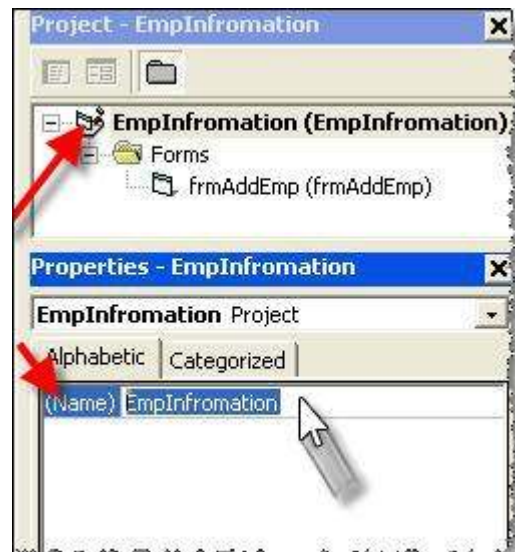 Project - EmpInfromation
EmpInfromation (EmpInfromation)
Forms
frmAddEmp (frmAddEmp)
Properties - EmpInfromation
EmpInfromation Project
Alphabetic Categorized
(Name) EmpInfromation